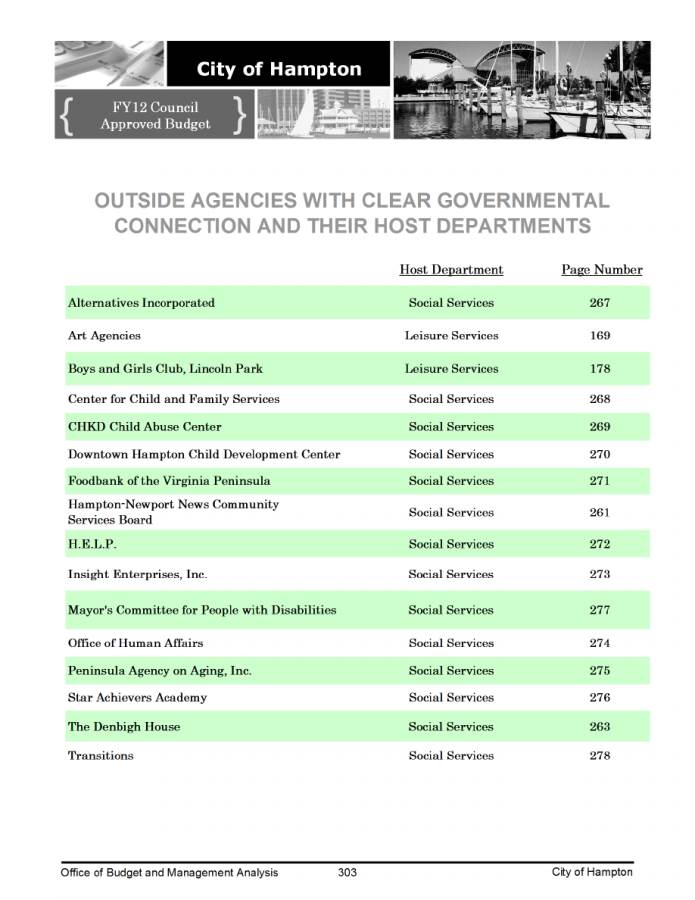 City of Hampton
FY12 Council
Approved Budget
OUTSIDE AGENCIES WITH CLEAR GOVERNMENTAL
CONNECTION AND THEIR HOST DEPARTMENTS
Host Department Page Number
Alternatives Incorporated Social Services 267
Art Agencies Leisure Services 169
Boys and Girls Club, Lincoln Park Leisure Services 178
Center for Child and Family Services Social Services 268
CHKD Child Abuse Center Social Services 269
Downtown Hampton Child Development Center Social Services 270
Foodbank of the Virginia Peninsula Social Services 271
Hampton-Newport News Community
Services Board Social Services 261
H.E.L.P. Social Services 272
Insight Enterprises, Inc. Social Services 273
Mayor's Committee for People with Disabilities Social Services 277
Office of Human Affairs Social Services 274
Peninsula Agency on Aging, Inc. Social Services 275
Star Achievers Academy Social Services 276
The Denbigh House Social Services 263
Transitions Social Services 278
Office of Budget and Management Analysis 303 City of Hampton